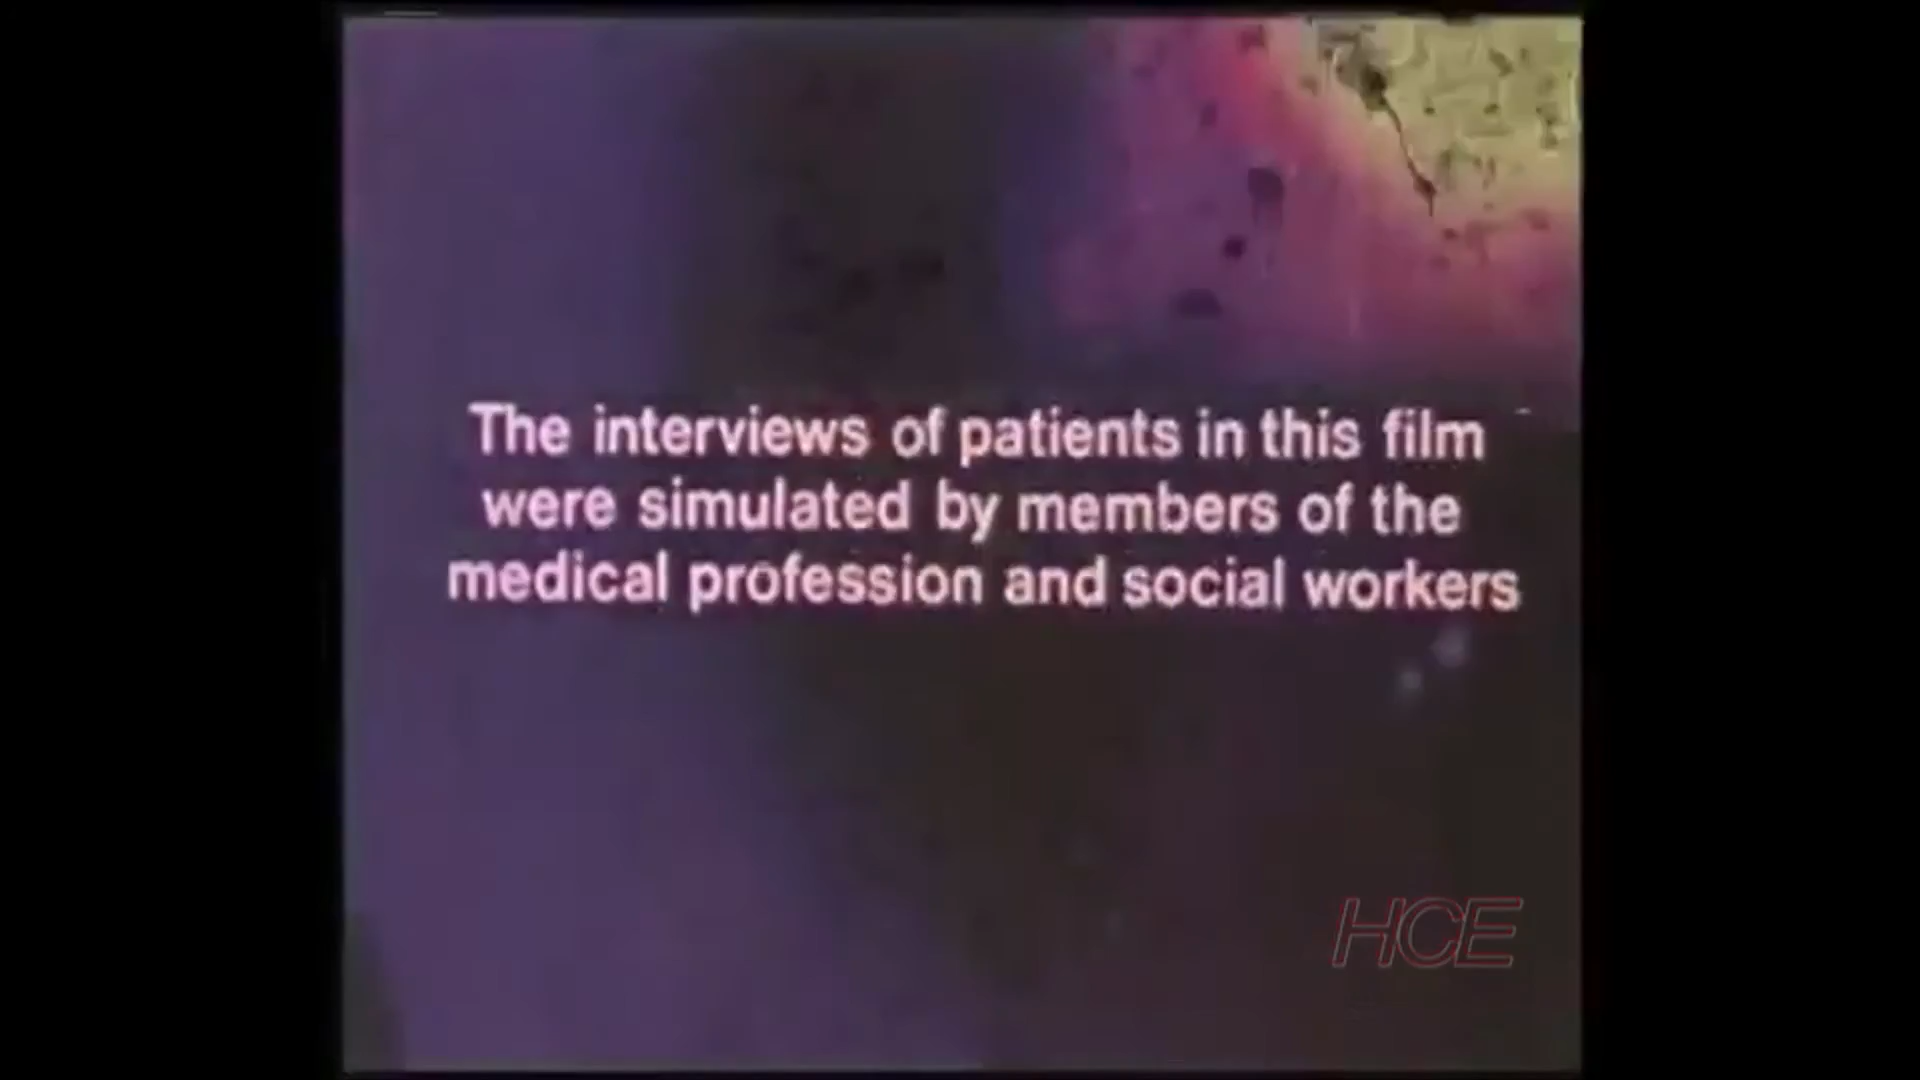 The interviews of patients in this film
were simulated by members of the
medical profession and social workers
HCE